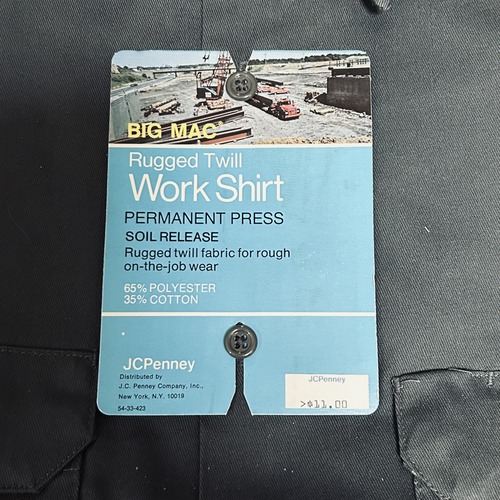 BIG MAC®
Rugged Twill
Work Shirt
PERMANENT PRESS
SOIL RELEASE
Rugged twill fabric for rough
on-the-job wear
65% POLYESTER
35% COTTON
JCPenney
Distributed by
J.C. Penney Company, Inc.,
New York, N.Y. 10019
54-33-423
JCPenney
>$11.00